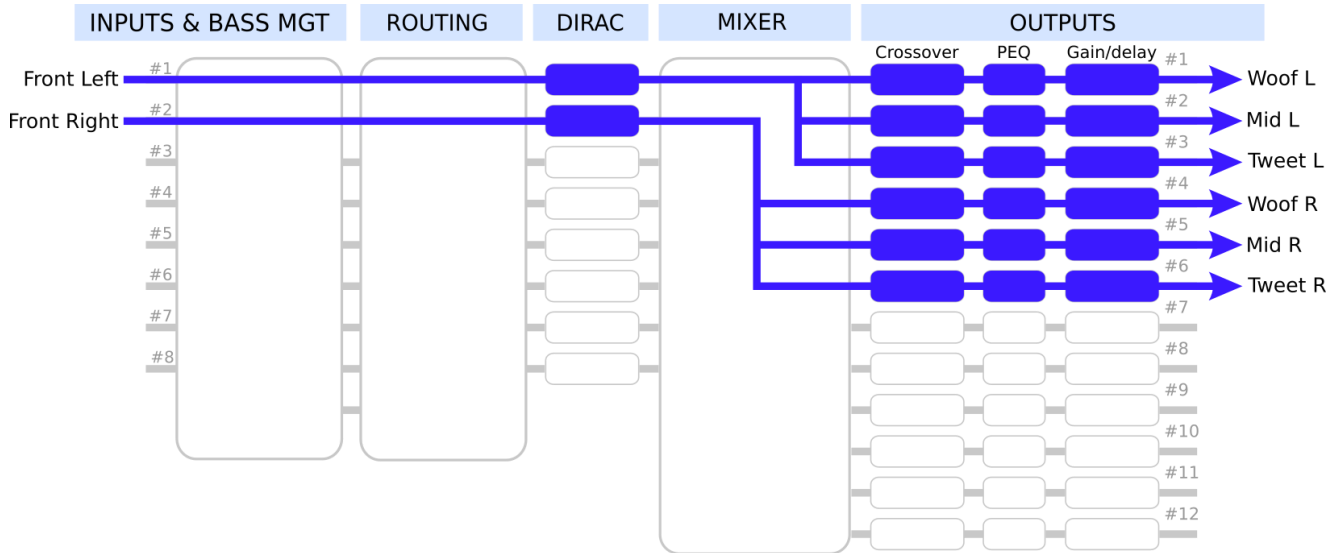 INPUTS & BASS MGT
ROUTING
DIRAC
MIXER
OUTPUTS
Crossover
PEQ
Gain/delay
Front Left
#1
#1
Woof L
Front Right
#2
#2
Mid L
#3
#3
Tweet L
#4
#4
Woof R
#5
#5
Mid R
#6
#6
Tweet R
#7
#7
#8
#8
#9
#10
#11
#12